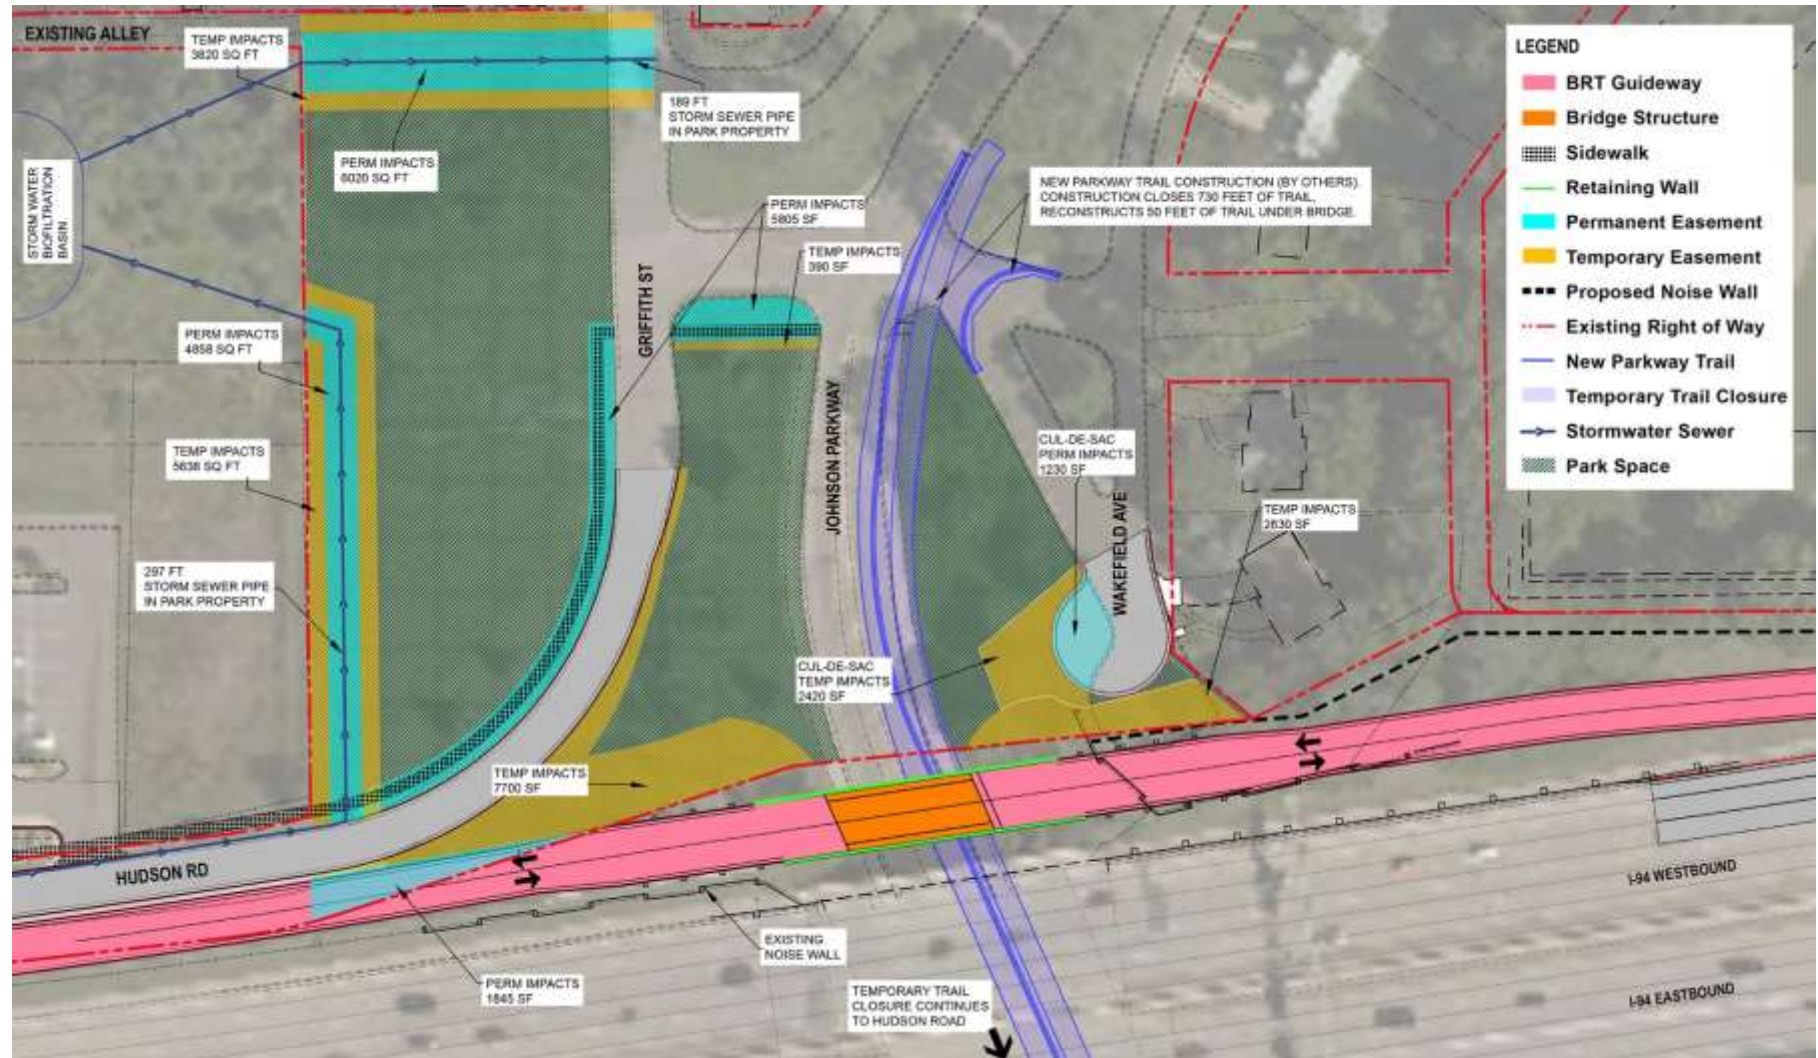 EXISTING ALLEY
TEMP IMPACTS
3820 SQ FT
189 FT
STORM SEWER PIPE
IN PARK PROPERTY
PERM IMPACTS
6020 SQ FT
STORM WATER
BIOFILTRATION
BASIN
PERM IMPACTS
5805 SF
NEW PARKWAY TRAIL CONSTRUCTION (BY OTHERS).
CONSTRUCTION CLOSES 730 FEET OF TRAIL,
RECONSTRUCTS 50 FEET OF TRAIL UNDER BRIDGE.
TEMP IMPACTS
390 SF
GRIFFITH ST
PERM IMPACTS
4858 SQ FT
JOHNSON PARKWAY
TEMP IMPACTS
5638 SQ FT
CUL-DE-SAC
PERM IMPACTS
1230 SF
WAKEFIELD AVE
TEMP IMPACTS
2630 SF
297 FT
STORM SEWER PIPE
IN PARK PROPERTY
CUL-DE-SAC
TEMP IMPACTS
2420 SF
TEMP IMPACTS
7700 SF
HUDSON RD
EXISTING
NOISE WALL
PERM IMPACTS
1845 SF
TEMPORARY TRAIL
CLOSURE CONTINUES
TO HUDSON ROAD
I-94 WESTBOUND
I-94 EASTBOUND
LEGEND
BRT Guideway
Bridge Structure
Sidewalk
Retaining Wall
Permanent Easement
Temporary Easement
Proposed Noise Wall
Existing Right of Way
New Parkway Trail
Temporary Trail Closure
Stormwater Sewer
Park Space